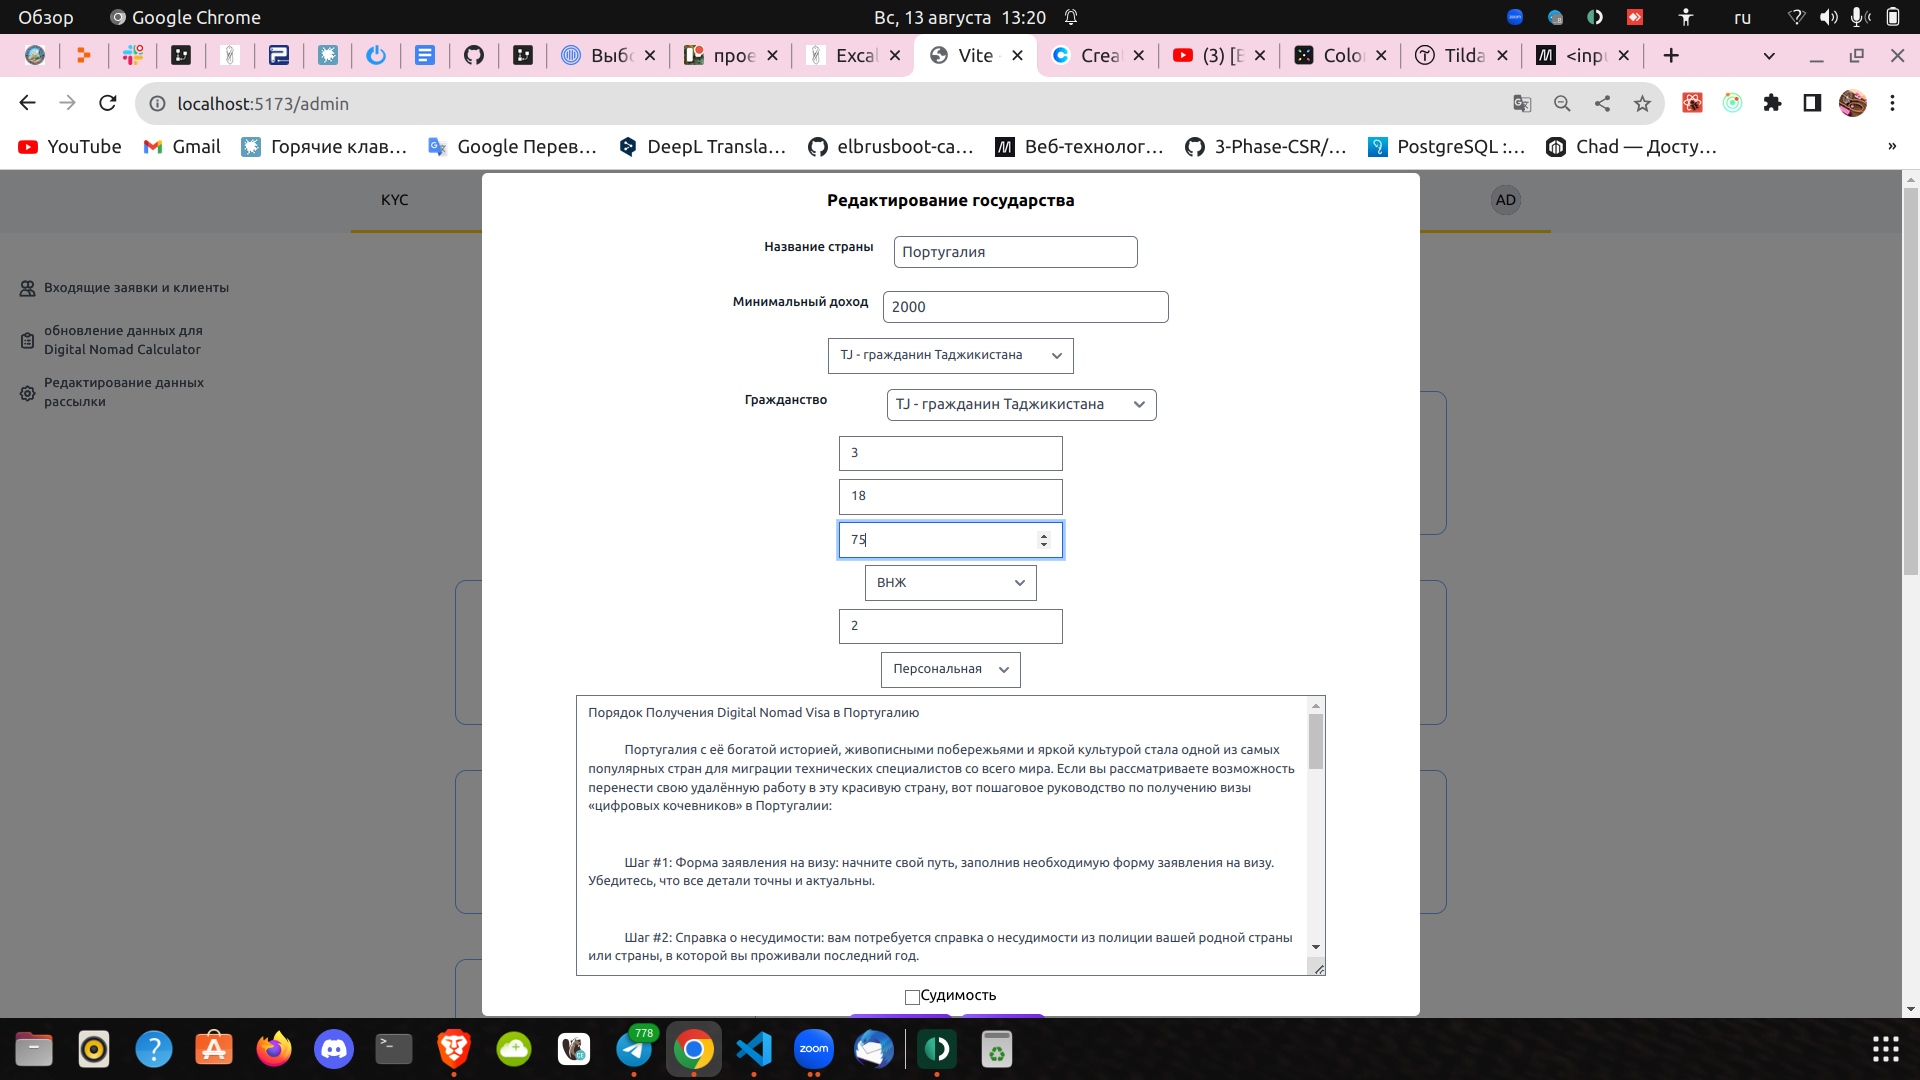 Обзор
Google Chrome
Вс, 13 августа 13:20
ru
Выбо
прое
Excal
Vite
Crea
(3) [E
Color
Tilda
<inpu
localhost:5173/admin
YouTube
Gmail
Горячие клав...
Google Перев...
DeepL Transla...
elbrusboot-ca...
Веб-технолог...
3-Phase-CSR/...
PostgreSQL :...
Chad — Досту...
»
KYC
AD
Входящие заявки и клиенты
обновление данных для
Digital Nomad Calculator
Редактирование данных
рассылки
Редактирование государства
Название страны
Португалия
Минимальный доход
2000
TJ - гражданин Таджикистана
Гражданство
TJ - гражданин Таджикистана
3
18
75
ВНЖ
2
Персональная
Порядок Получения Digital Nomad Visa в Португалию
Португалия с её богатой историей, живописными побережьями и яркой культурой стала одной из самых
популярных стран для миграции технических специалистов со всего мира. Если вы рассматриваете возможность
перенести свою удалённую работу в эту красивую страну, вот пошаговое руководство по получению визы
«цифровых кочевников» в Португалии:
Шаг #1: Форма заявления на визу: начните свой путь, заполнив необходимую форму заявления на визу.
Убедитесь, что все детали точны и актуальны.
Шаг #2: Справка о несудимости: вам потребуется справка о несудимости из полиции вашей родной страны
или страны, в которой вы проживали последний год.
Судимость
778
zoom